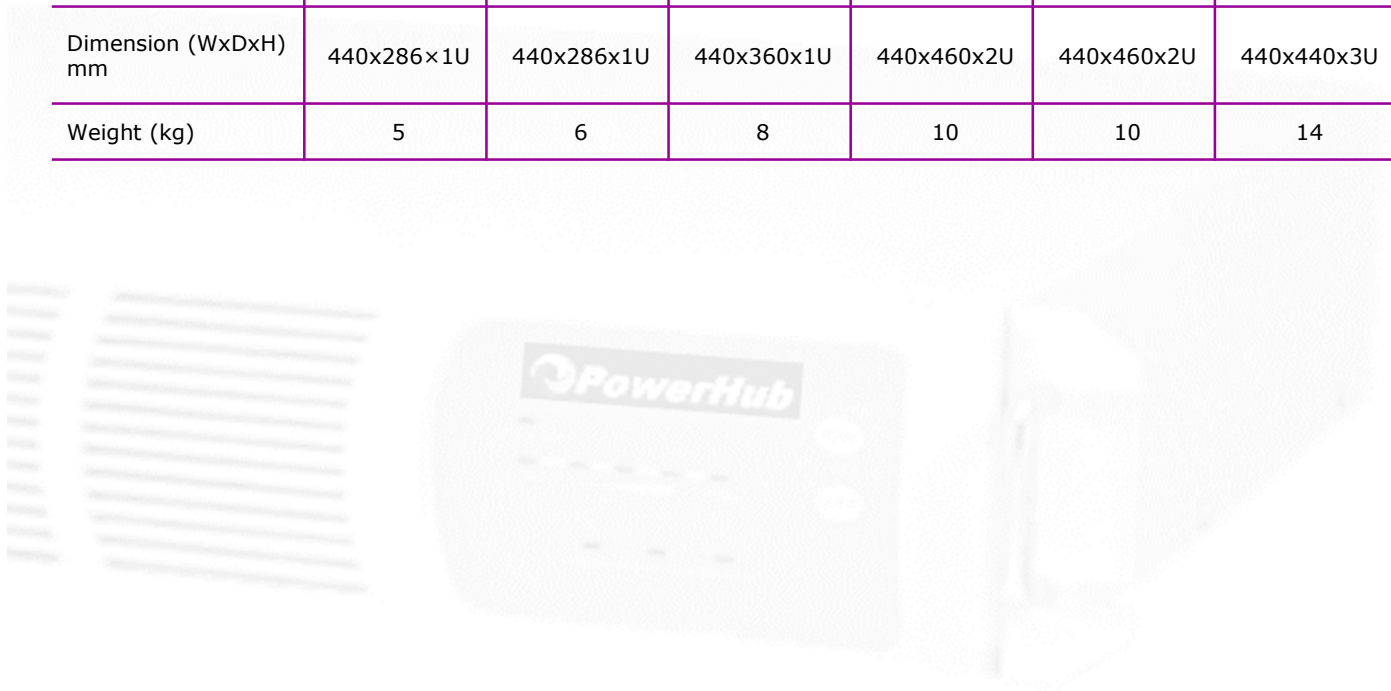 Dimension (WxDxH)
mm
440x286×1U 440x286x1U 440x360x1U 440x460x2U 440x460x2U 440x440x3U
Weight (kg) 5 6 8 10 10 14
PowerHub